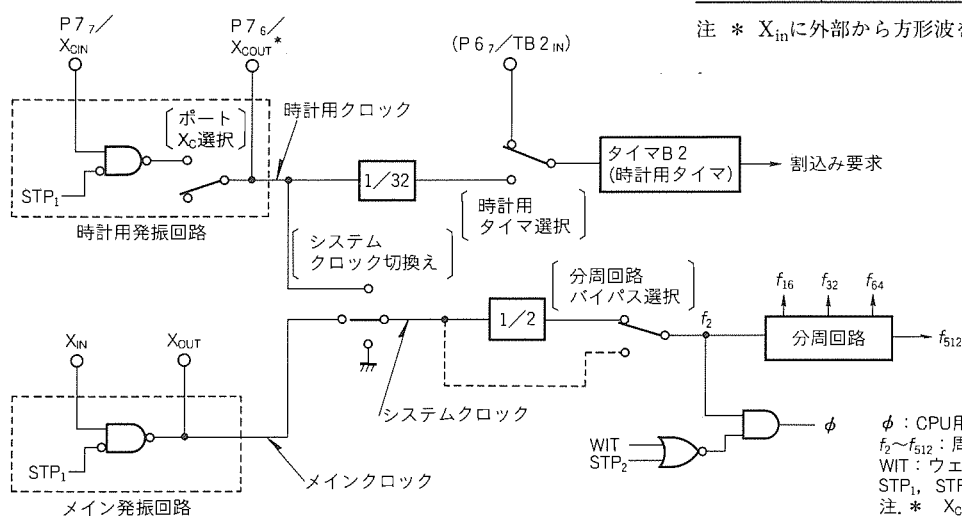 注 * Xinに外部から方形波を
P7₇/
XCIN
P7₆/
XCOUT*
(P6₇/TB2IN)
時計用クロック
ポート
XC選択
STP₁
時計用発振回路
1/32
タイマB2
(時計用タイマ)
割込み要求
時計用
タイマ選択
システム
クロック切換え
分周回路
バイパス選択
1/2
f₂
f₁₆
f₃₂
f₆₄
分周回路
f₅₁₂
XIN
XOUT
STP₁
メイン発振回路
システムクロック
メインクロック
WIT
STP₂
φ
φ：CPU用
f₂～f₅₁₂：周
WIT：ウェ
STP₁, STP
注. * XC